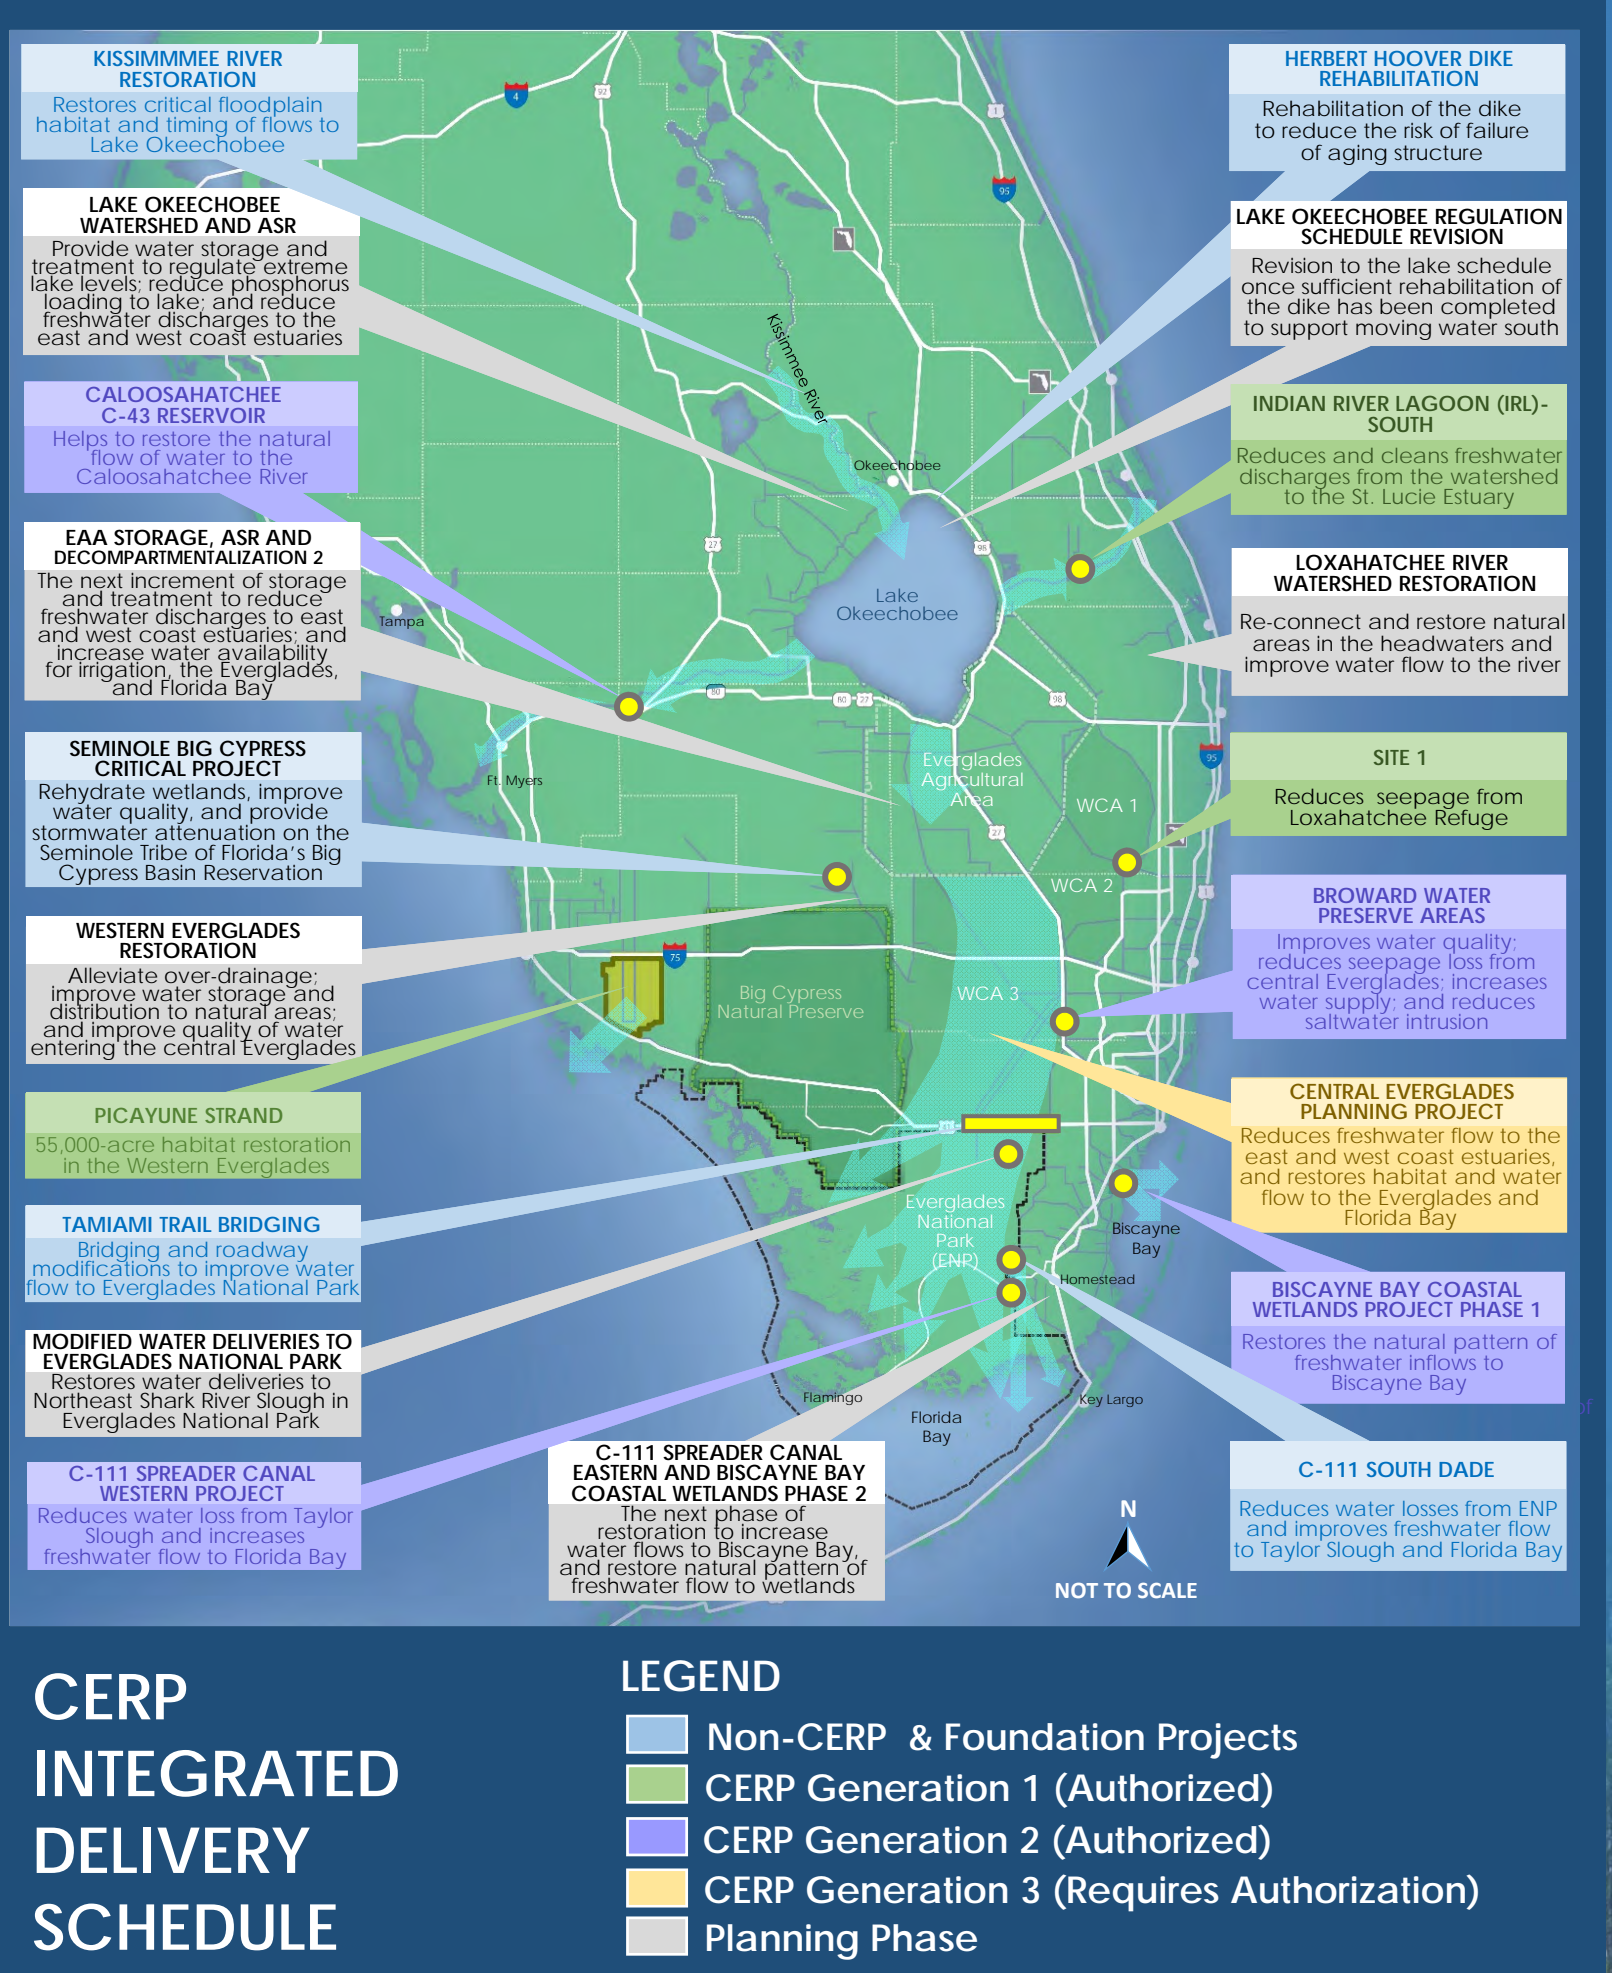 KISSIMMMEE RIVER
RESTORATION
Restores critical floodplain
habitat and timing of flows to
Lake Okeechobee
LAKE OKEECHOBEE
WATERSHED AND ASR
Provide water storage and
treatment to regulate extreme
lake levels; reduce phosphorus
loading to lake; and reduce
freshwater discharges to the
east and west coast estuaries
CALOOSAHATCHEE
C-43 RESERVOIR
Helps to restore the natural
flow of water to the
Caloosahatchee River
EAA STORAGE, ASR AND
DECOMPARTMENTALIZATION 2
The next increment of storage
and treatment to reduce
freshwater discharges to east
and west coast estuaries; and
increase water availability
for irrigation, the Everglades,
and Florida Bay
SEMINOLE BIG CYPRESS
CRITICAL PROJECT
Rehydrate wetlands, improve
water quality, and provide
stormwater attenuation on the
Seminole Tribe of Florida's Big
Cypress Basin Reservation
WESTERN EVERGLADES
RESTORATION
Alleviate over-drainage;
improve water storage and
distribution to natural areas;
and improve quality of water
entering the central Everglades
PICAYUNE STRAND
55,000-acre habitat restoration
in the Western Everglades
TAMIAMI TRAIL BRIDGING
Bridging and roadway
modifications to improve water
flow to Everglades National Park
MODIFIED WATER DELIVERIES TO
EVERGLADES NATIONAL PARK
Restores water deliveries to
Northeast Shark River Slough in
Everglades National Park
C-111 SPREADER CANAL
WESTERN PROJECT
Reduces water loss from Taylor
Slough and increases
freshwater flow to Florida Bay
C-111 SPREADER CANAL
EASTERN AND BISCAYNE BAY
COASTAL WETLANDS PHASE 2
The next phase of
restoration to increase
water flows to Biscayne Bay,
and restore natural pattern of
freshwater flow to wetlands
HERBERT HOOVER DIKE
REHABILITATION
Rehabilitation of the dike
to reduce the risk of failure
of aging structure
LAKE OKEECHOBEE REGULATION
SCHEDULE REVISION
Revision to the lake schedule
once sufficient rehabilitation of
the dike has been completed
to support moving water south
INDIAN RIVER LAGOON (IRL)-
SOUTH
Reduces and cleans freshwater
discharges from the watershed
to the St. Lucie Estuary
LOXAHATCHEE RIVER
WATERSHED RESTORATION
Re-connect and restore natural
areas in the headwaters and
improve water flow to the river
SITE 1
Reduces seepage from
Loxahatchee Refuge
BROWARD WATER
PRESERVE AREAS
Improves water quality;
reduces seepage loss from
central Everglades; increases
water supply; and reduces
saltwater intrusion
CENTRAL EVERGLADES
PLANNING PROJECT
Reduces freshwater flow to the
east and west coast estuaries,
and restores habitat and water
flow to the Everglades and
Florida Bay
BISCAYNE BAY COASTAL
WETLANDS PROJECT PHASE 1
Restores the natural pattern of
freshwater inflows to
Biscayne Bay
of
C-111 SOUTH DADE
Reduces water losses from ENP
and improves freshwater flow
to Taylor Slough and Florida Bay
4
92
1
95
Kissimmee River
Okeechobee
27
98
Lake
Okeechobee
Tampa
80
80
27
98
95
Ft. Myers
Everglades
Agricultural
Area
WCA 1
27
WCA 2
1
75
Big Cypress
Natural Preserve
WCA 3
41
Everglades
National
Park
(ENP)
Biscayne
Bay
Homestead
Flamingo
Key Largo
Florida
Bay
N
NOT TO SCALE
CERP
INTEGRATED
DELIVERY
SCHEDULE
LEGEND
Non-CERP & Foundation Projects
CERP Generation 1 (Authorized)
CERP Generation 2 (Authorized)
CERP Generation 3 (Requires Authorization)
Planning Phase